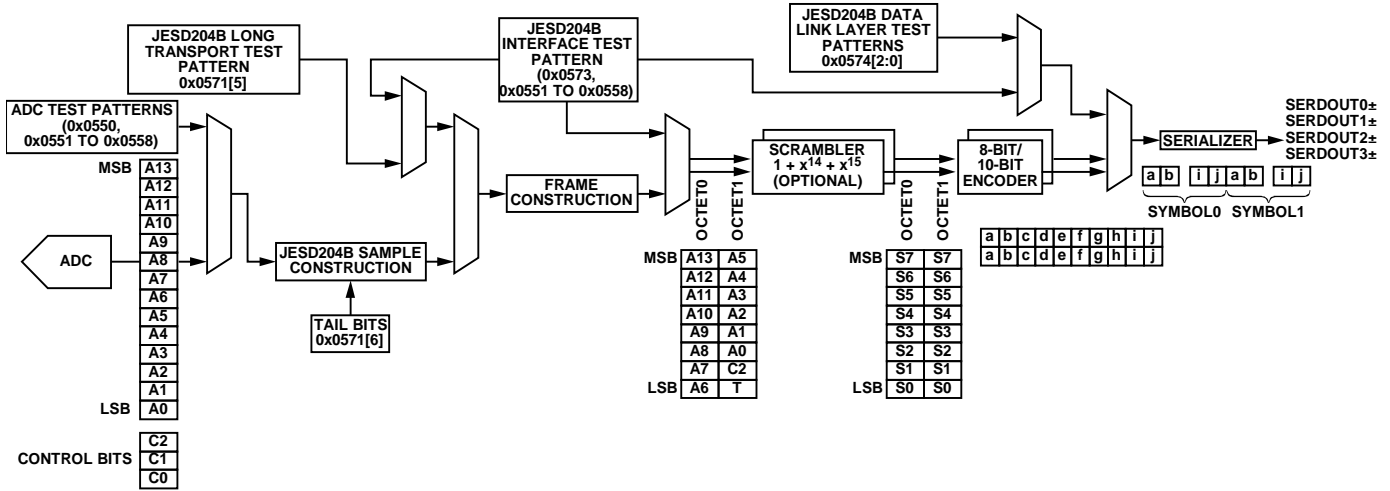 JESD204B LONG
TRANSPORT TEST
PATTERN
0x0571[5]
JESD204B
INTERFACE TEST
PATTERN
(0x0573,
0x0551 TO 0x0558)
JESD204B DATA
LINK LAYER TEST
PATTERNS
0x0574[2:0]
ADC TEST PATTERNS
(0x0550,
0x0551 TO 0x0558)
MSB A13
A12
A11
A10
A9
A8
A7
A6
A5
A4
A3
A2
A1
LSB A0
CONTROL BITS
C2
C1
C0
ADC
JESD204B SAMPLE
CONSTRUCTION
TAIL BITS
0x0571[6]
FRAME
CONSTRUCTION
SCRAMBLER
1 + x14 + x15
(OPTIONAL)
8-BIT/
10-BIT
ENCODER
SERIALIZER
SERDOUT0±
SERDOUT1±
SERDOUT2±
SERDOUT3±
a b i j a b i j
SYMBOL0 SYMBOL1
OCTET0 OCTET1
MSB A13 A5
A12 A4
A11 A3
A10 A2
A9 A1
A8 A0
A7 C2
LSB A6 T
OCTET0 OCTET1
MSB S7 S7
S6 S6
S5 S5
S4 S4
S3 S3
S2 S2
S1 S1
LSB S0 S0
a b c d e f g h i j
a b c d e f g h i j